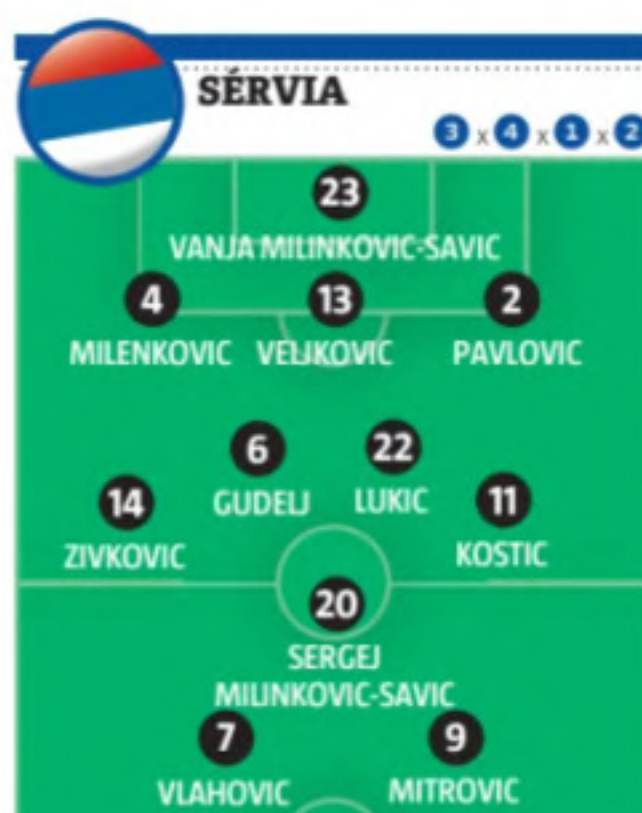 SÉRVIA
3 x 4 x 1 x 2
23
VANJA MILINKOVIC-SAVIC
4 13 2
MILENKOVIC VELJKOVIC PAVLOVIC
6 22
14 GUDELJ LUKIC 11
ZIVKOVIC KOSTIC
20
SERGEJ
MILINKOVIC-SAVIC
7 9
VLAHOVIC MITROVIC